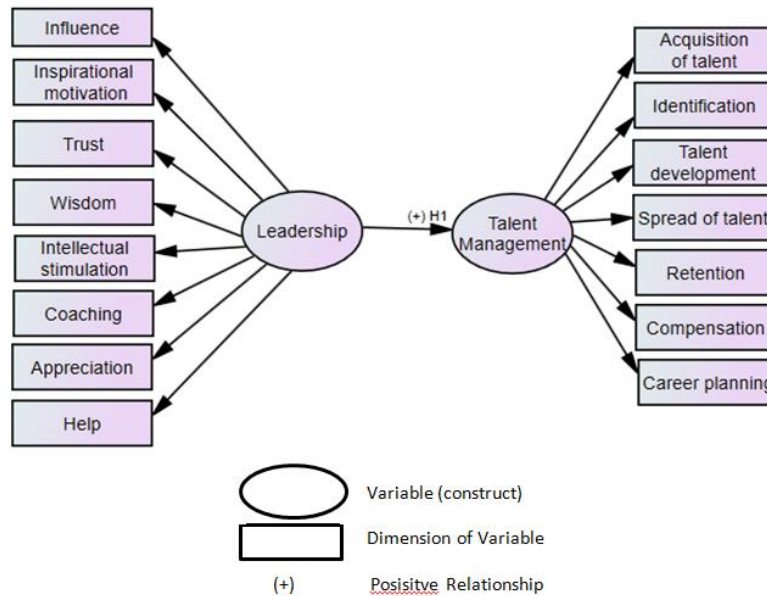 Influence
Inspirational
motivation
Trust
Wisdom
Intellectual
stimulation
Coaching
Appreciation
Help
Leadership
(+) H1
Talent
Management
Acquisition
of talent
Identification
Talent
development
Spread of talent
Retention
Compensation
Career planning
Variable (construct)
Dimension of Variable
(+) Posisitve Relationship